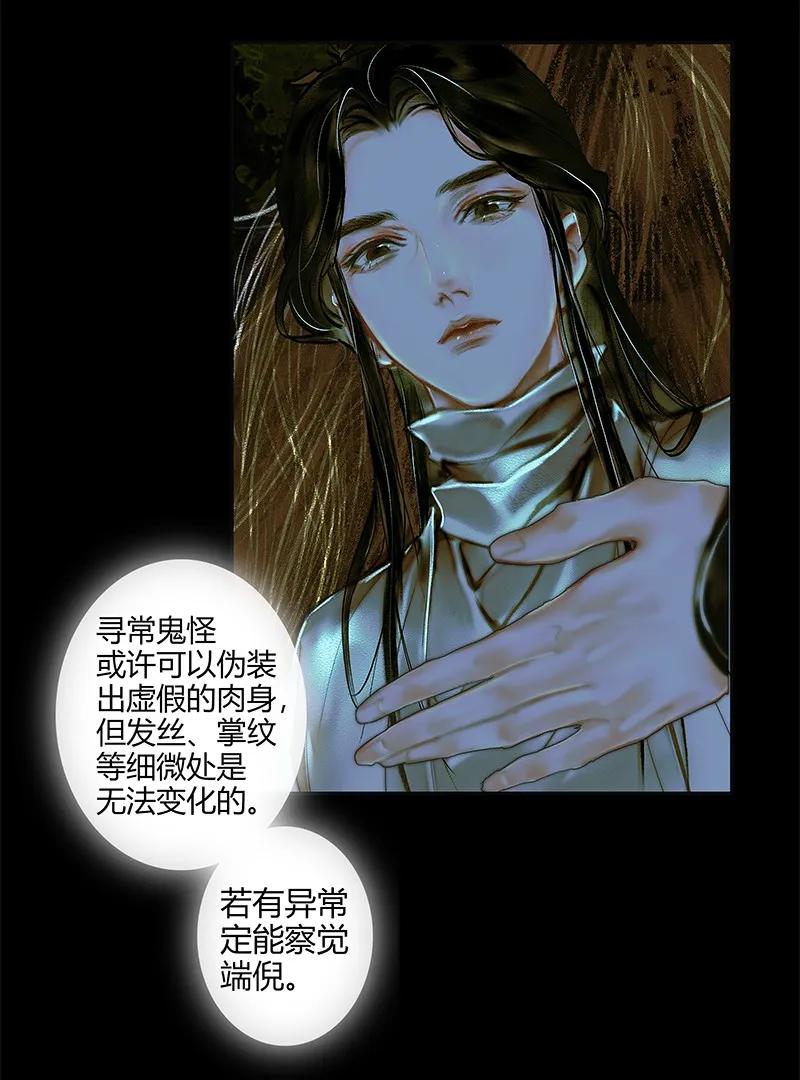 寻常鬼怪
或许可以伪装
出虚假的肉身，
但发丝、掌纹
等细微处是
无法变化的。
若有异常
定能察觉
端倪。